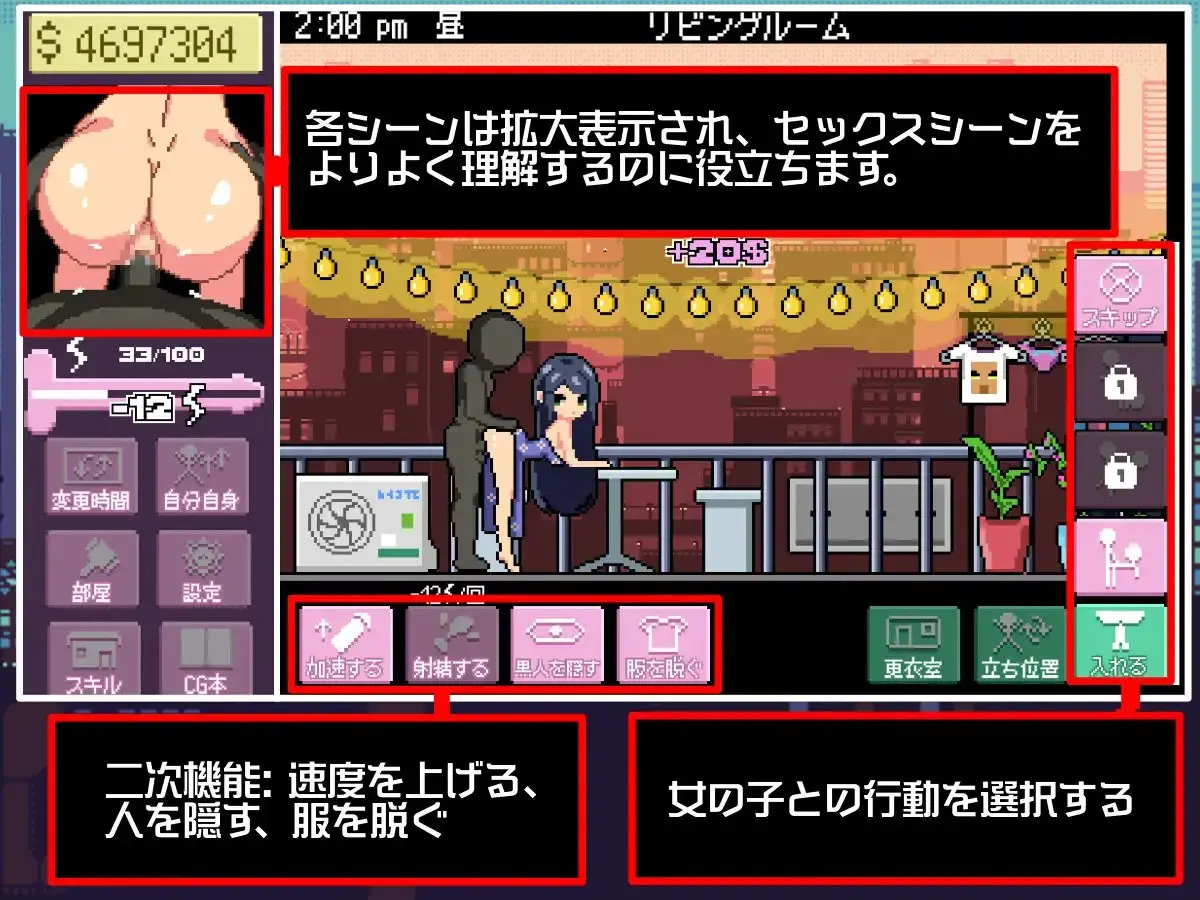 $ 4697304
2:00 pm 昼
リビングルーム
各シーンは拡大表示され、セックスシーンを
よりよく理解するのに役立ちます。
+20$
33/100
-12
変更時間
自分自身
部屋
設定
スキル
CG本
スキップ
1
1
入れる
加速する
射精する
黒人を隠す
服を脱ぐ
更衣室
立ち位置
二次機能: 速度を上げる、
人を隠す、服を脱ぐ
女の子との行動を選択する